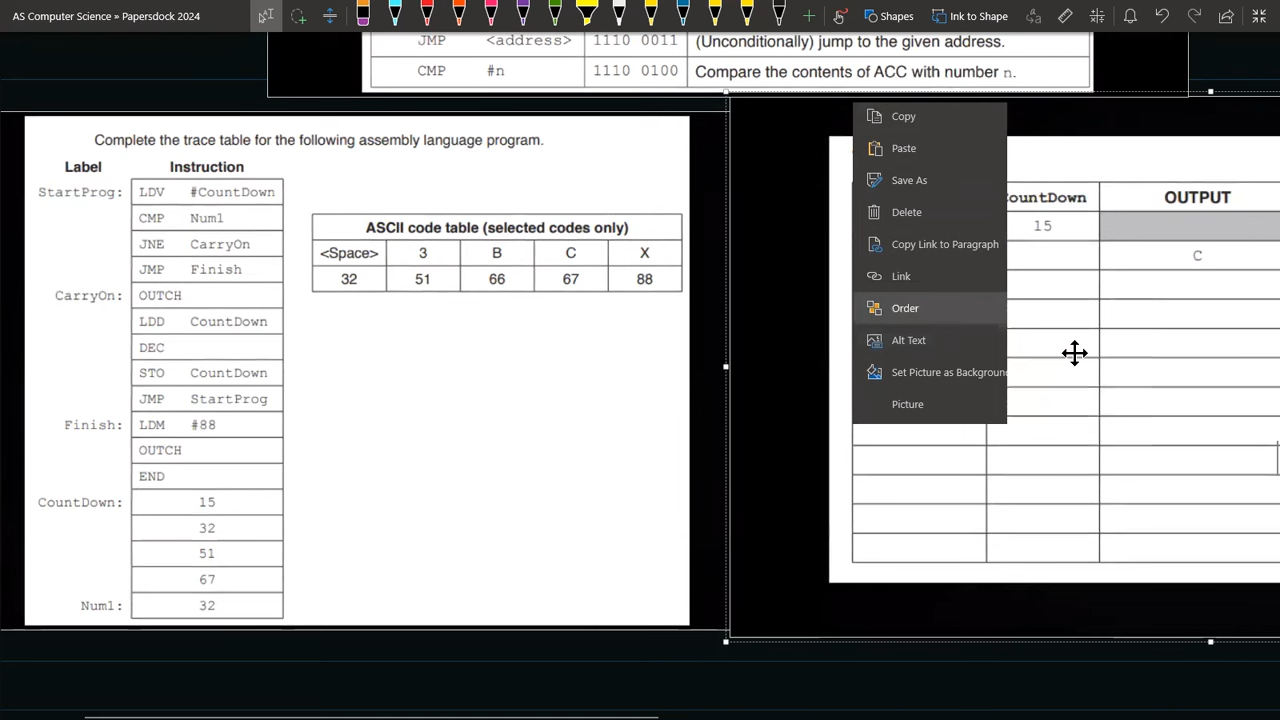 AS Computer Science » Papersdock 2024
Shapes
Ink to Shape
JMP <address> 1110 0011 (Unconditionally) jump to the given address.
CMP #n 1110 0100 Compare the contents of ACC with number n.
Complete the trace table for the following assembly language program.
Label Instruction
StartProg: LDV #CountDown
CMP Num1
JNE CarryOn
JMP Finish
CarryOn: OUTCH
LDD CountDown
DEC
STO CountDown
JMP StartProg
Finish: LDM #88
OUTCH
END
CountDown: 15
32
51
67
Num1: 32
ASCII code table (selected codes only)
<Space> 3 B C X
32 51 66 67 88
Copy
Paste
Save As
Delete
Copy Link to Paragraph
Link
Order
Alt Text
Set Picture as Background
Picture
CountDown OUTPUT
15
C